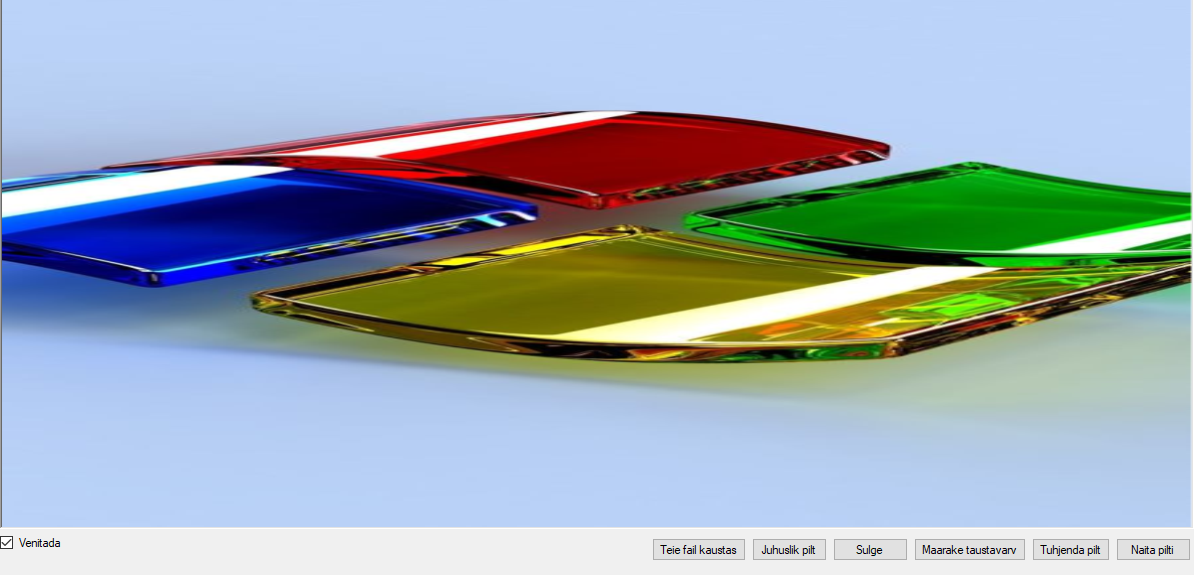 Venitada
Teie fail kaustas
Juhuslik pilt
Sulge
Maarake taustavarv
Tuhjenda pilt
Naita pilti